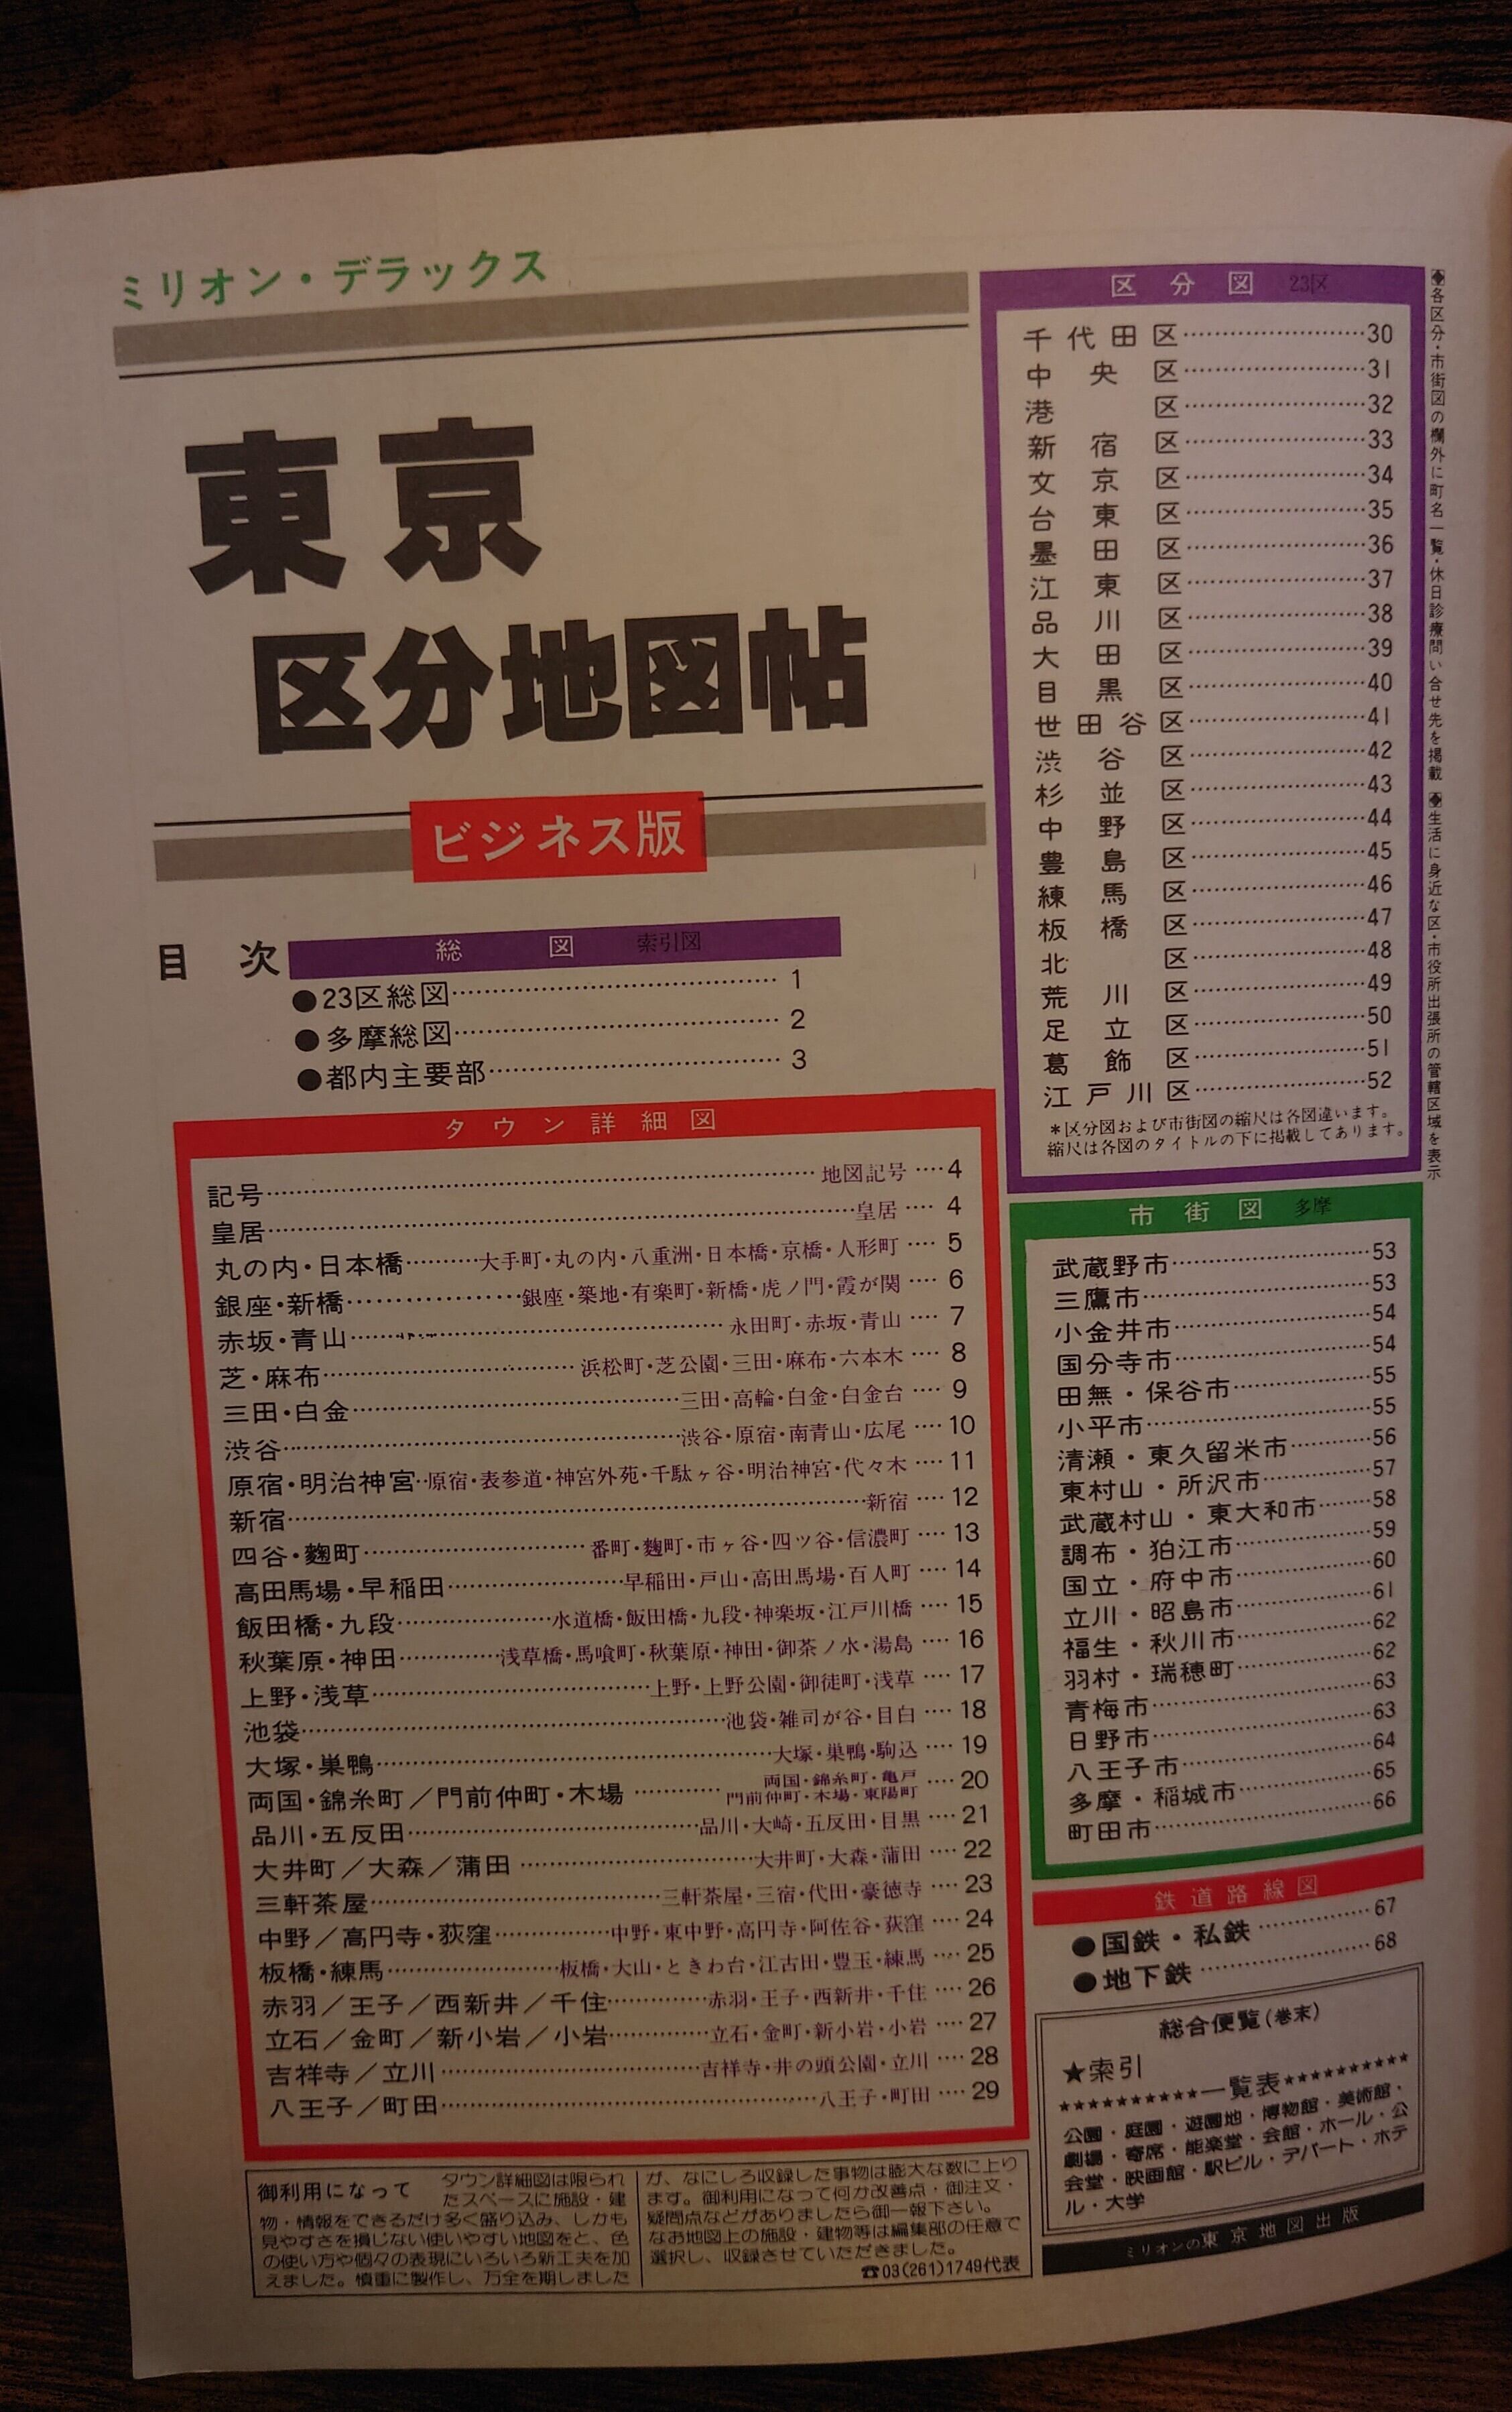 ミリオン・デラックス
東京
区分地図帖
ビジネス版
目次
総図 索引図
●23区総図………1
●多摩総図………2
●都内主要部………3
タウン詳細図
記号………地図記号……4
皇居………皇居……4
丸の内・日本橋………大手町・丸の内・八重洲・日本橋・京橋・人形町……5
銀座・新橋………銀座・築地・有楽町・新橋・虎ノ門・霞が関……6
赤坂・青山………永田町・赤坂・青山……7
芝・麻布………浜松町・芝公園・三田・麻布・六本木……8
三田・白金………三田・高輪・白金・白金台……9
渋谷………渋谷・原宿・南青山・広尾……10
原宿・明治神宮‥原宿・表参道・神宮外苑・千駄ヶ谷・明治神宮・代々木……11
新宿………新宿……12
四谷・麴町………番町・麴町・市ヶ谷・四ツ谷・信濃町……13
高田馬場・早稲田………早稲田・戸山・高田馬場・百人町……14
飯田橋・九段………水道橋・飯田橋・九段・神楽坂・江戸川橋……15
秋葉原・神田………浅草橋・馬喰町・秋葉原・神田・御茶ノ水・湯島……16
上野・浅草………上野・上野公園・御徒町・浅草……17
池袋………池袋・雑司が谷・目白……18
大塚・巣鴨………大塚・巣鴨・駒込……19
両国・錦糸町／門前仲町・木場………両国・錦糸町・亀戸 門前仲町・木場・東陽町……20
品川・五反田………品川・大崎・五反田・目黒……21
大井町／大森／蒲田………大井町・大森・蒲田……22
三軒茶屋………三軒茶屋・三宿・代田・豪徳寺……23
中野／高円寺・荻窪………中野・東中野・高円寺・阿佐谷・荻窪……24
板橋・練馬………板橋・大山・ときわ台・江古田・豊玉・練馬……25
赤羽／王子／西新井／千住………赤羽・王子・西新井・千住……26
立石／金町／新小岩／小岩………立石・金町・新小岩・小岩……27
吉祥寺／立川………吉祥寺・井の頭公園・立川……28
八王子／町田………八王子・町田……29
御利用になって
タウン詳細図は限られ
たスペースに施設・建
物・情報をできるだけ多く盛り込み、しかも
見やすさを損じない使いやすい地図をと、色
の使い方や個々の表現にいろいろ新工夫を加
えました。慎重に製作し、万全を期しました
が、なにしろ収録した事物は膨大な数に上り
ます。御利用になって何か改善点・御注文・
疑問点などがありましたら御一報下さい。
なお地図上の施設・建物等は編集部の任意で
選択し、収録させていただきました。
☎03(261)1749代表
区分図 23区
千代田区………30
中央区………31
港区………32
新宿区………33
文京区………34
台東区………35
墨田区………36
江東区………37
品川区………38
大田区………39
目黒区………40
世田谷区………41
渋谷区………42
杉並区………43
中野区………44
豊島区………45
練馬区………46
板橋区………47
北区………48
荒川区………49
足立区………50
葛飾区………51
江戸川区………52
＊区分図および市街図の縮尺は各図違います。
縮尺は各図のタイトルの下に掲載してあります。
◆各区分・市街図の欄外に町名一覧・休日診療問い合せ先を掲載 ◆生活に身近な区・市役所出張所の管轄区域を表示
市街図 多摩
武蔵野市………53
三鷹市………53
小金井市………54
国分寺市………54
田無・保谷市………55
小平市………55
清瀬・東久留米市………56
東村山・所沢市………57
武蔵村山・東大和市………58
調布・狛江市………59
国立・府中市………60
立川・昭島市………61
福生・秋川市………62
羽村・瑞穂町………62
青梅市………63
日野市………63
八王子市………64
多摩・稲城市………65
町田市………66
鉄道路線図
●国鉄・私鉄………67
●地下鉄………68
総合便覧(巻末)
★索引
★★★★★★★★★★一覧表★★★★★★★★★★
公園・庭園・遊園地・博物館・美術館・
劇場・寄席・能楽堂・会館・ホール・公
会堂・映画館・駅ビル・デパート・ホテ
ル・大学
ミリオンの東京地図出版